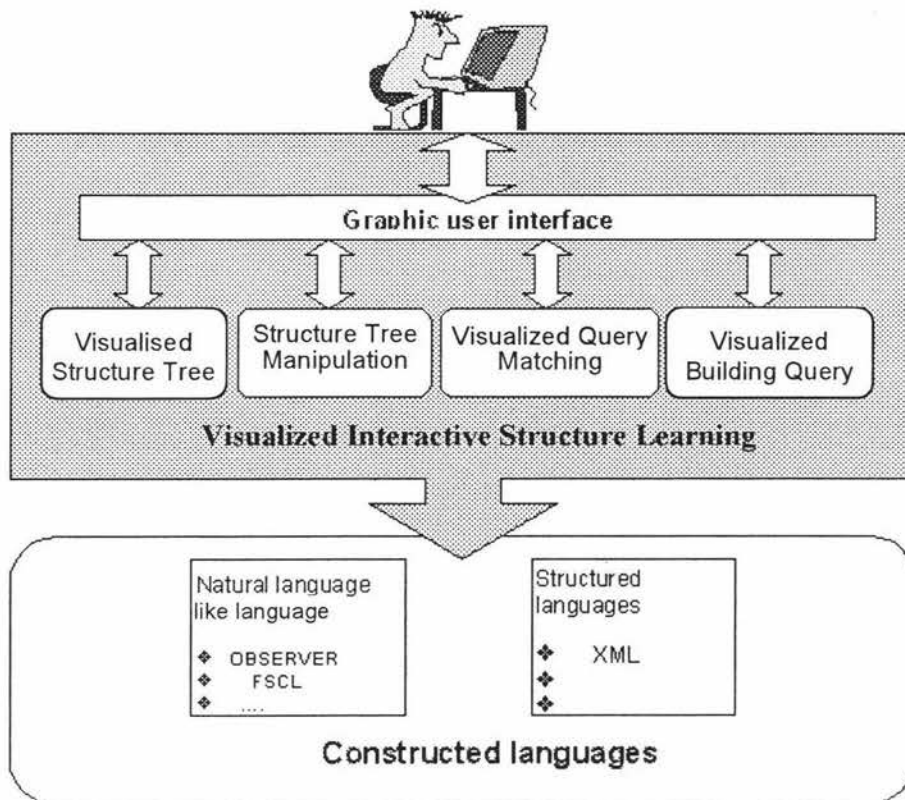 Graphic user interface
Visualised
Structure Tree
Structure Tree
Manipulation
Visualized Query
Matching
Visualized
Building Query
Visualized Interactive Structure Learning
Natural language
like language
❖ OBSERVER
❖ FSCL
❖ ....
Structured
languages
❖ XML
❖
❖
Constructed languages